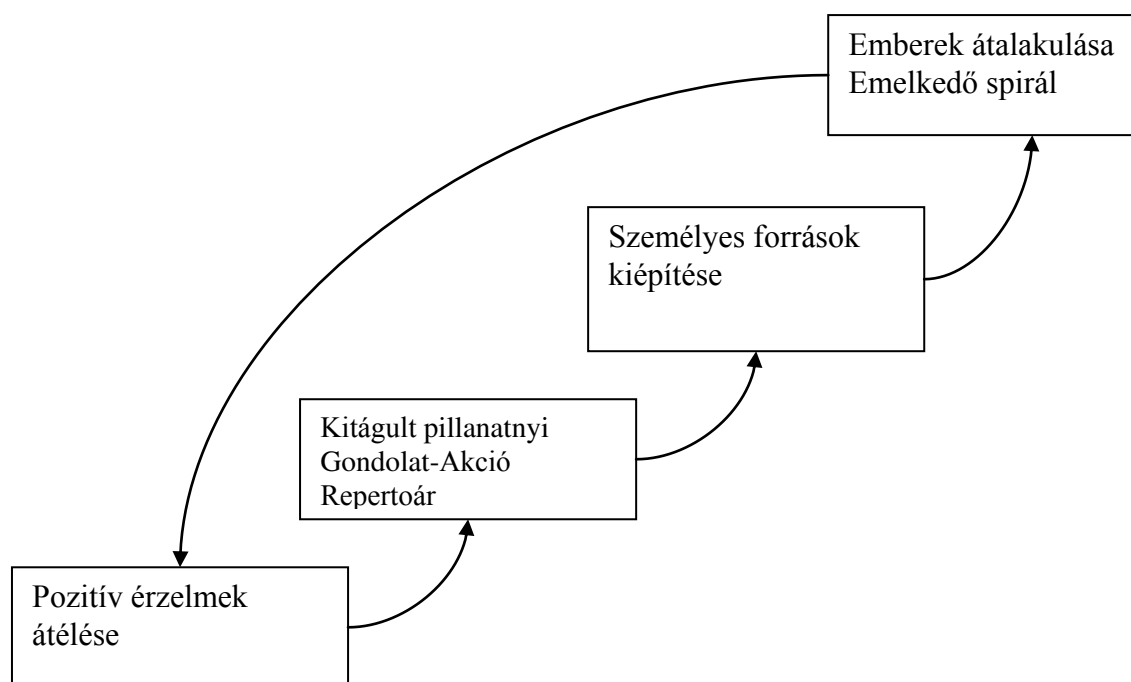 Emberek átalakulása
Emelkedő spirál
Személyes források
kiépítése
Kitágult pillanatnyi
Gondolat-Akció
Repertoár
Pozitív érzelmek
átélése